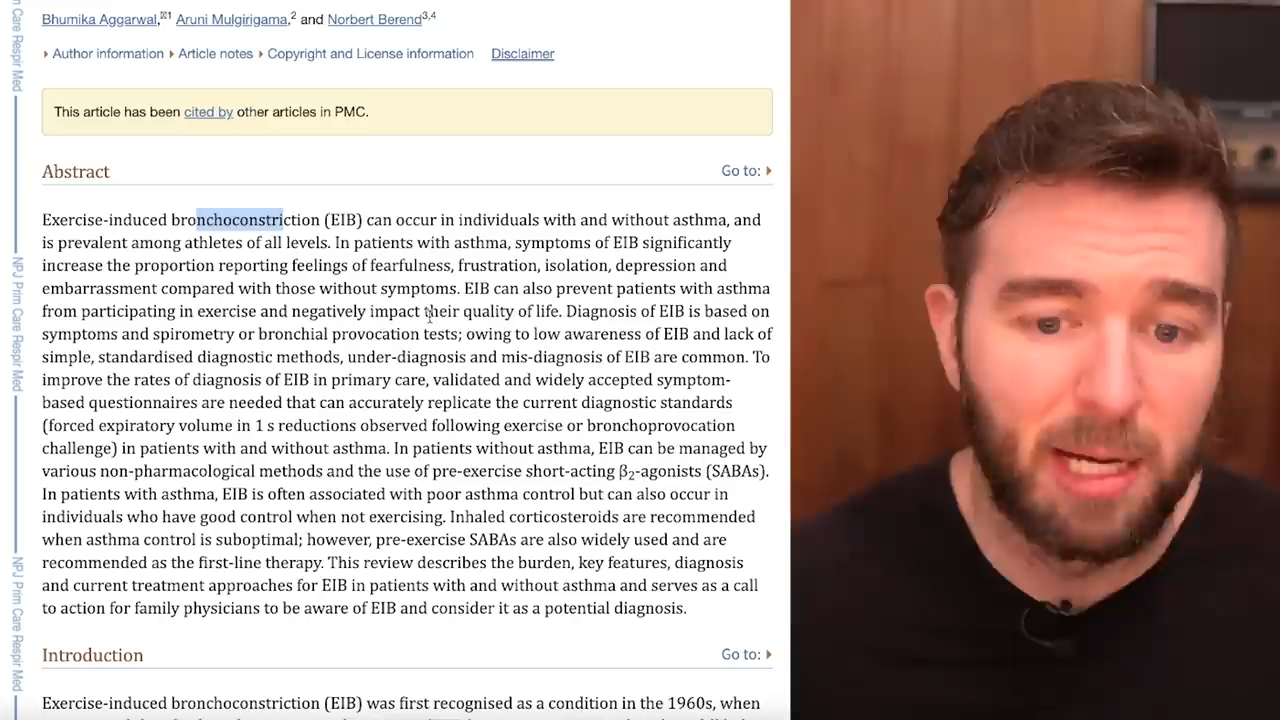 Bhumika Aggarwal,✉1 Aruni Mulgirigama,2 and Norbert Berend3,4
Author information Article notes Copyright and License information Disclaimer
This article has been cited by other articles in PMC.
Abstract Go to:
Exercise-induced bronchoconstriction (EIB) can occur in individuals with and without asthma, and
is prevalent among athletes of all levels. In patients with asthma, symptoms of EIB significantly
increase the proportion reporting feelings of fearfulness, frustration, isolation, depression and
embarrassment compared with those without symptoms. EIB can also prevent patients with asthma
from participating in exercise and negatively impact their quality of life. Diagnosis of EIB is based on
symptoms and spirometry or bronchial provocation tests; owing to low awareness of EIB and lack of
simple, standardised diagnostic methods, under-diagnosis and mis-diagnosis of EIB are common. To
improve the rates of diagnosis of EIB in primary care, validated and widely accepted symptom-
based questionnaires are needed that can accurately replicate the current diagnostic standards
(forced expiratory volume in 1 s reductions observed following exercise or bronchoprovocation
challenge) in patients with and without asthma. In patients without asthma, EIB can be managed by
various non-pharmacological methods and the use of pre-exercise short-acting β2-agonists (SABAs).
In patients with asthma, EIB is often associated with poor asthma control but can also occur in
individuals who have good control when not exercising. Inhaled corticosteroids are recommended
when asthma control is suboptimal; however, pre-exercise SABAs are also widely used and are
recommended as the first-line therapy. This review describes the burden, key features, diagnosis
and current treatment approaches for EIB in patients with and without asthma and serves as a call
to action for family physicians to be aware of EIB and consider it as a potential diagnosis.
Introduction Go to:
Exercise-induced bronchoconstriction (EIB) was first recognised as a condition in the 1960s, when
m Care Respir Med
NPJ Prim Care Respir Med
NPJ Prim Care Respir Med